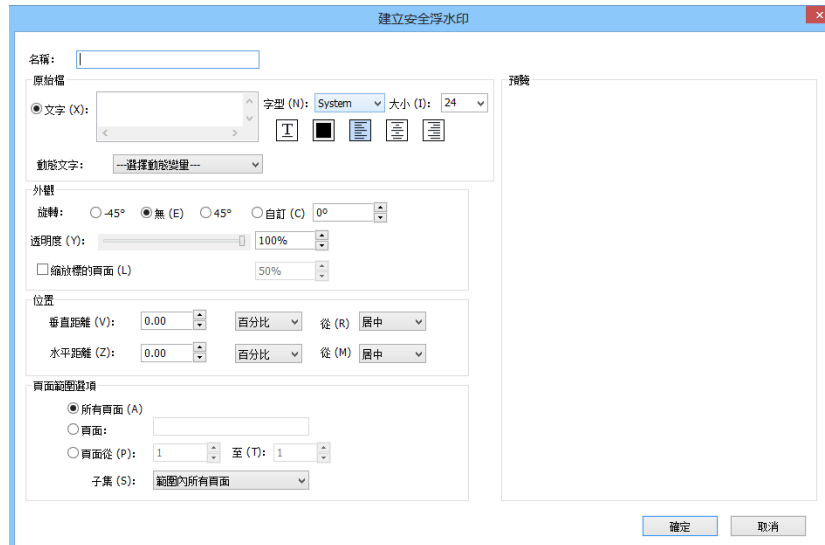 建立安全浮水印
名稱:
原始檔
預覽
文字 (X): 字型 (N): System 大小 (I): 24
T
動態文字: ---選擇動態變量---
外觀
旋轉: -45° 無 (E) 45° 自訂 (C) 0º
透明度 (Y): 100%
縮放標的頁面 (L) 50%
位置
垂直距離 (V): 0.00 百分比 從 (R) 居中
水平距離 (Z): 0.00 百分比 從 (M) 居中
頁面範圍選項
所有頁面 (A)
頁面:
頁面從 (P): 1 至 (T): 1
子集 (S): 範圍內所有頁面
確定 取消